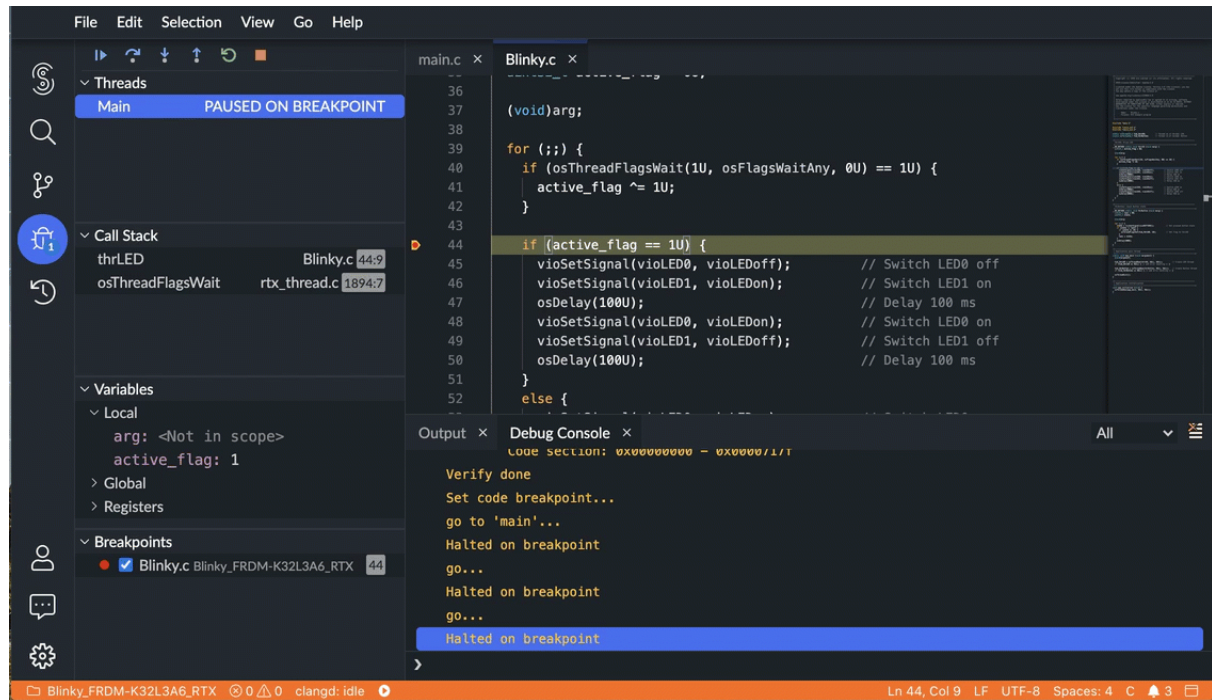 File Edit Selection View Go Help
Threads
Main PAUSED ON BREAKPOINT
Call Stack
thrLED Blinky.c 44:9
osThreadFlagsWait rtx_thread.c 1894:7
Variables
Local
arg: <Not in scope>
active_flag: 1
Global
Registers
Breakpoints
Blinky.c Blinky_FRDM-K32L3A6_RTX 44
1
main.c × Blinky.c ×
36
37 (void)arg;
38
39 for (;;) {
40 if (osThreadFlagsWait(1U, osFlagsWaitAny, 0U) == 1U) {
41 active_flag ^= 1U;
42 }
43
44 if (active_flag == 1U) {
45 vioSetSignal(vioLED0, vioLEDoff); // Switch LED0 off
46 vioSetSignal(vioLED1, vioLEDon); // Switch LED1 on
47 osDelay(100U); // Delay 100 ms
48 vioSetSignal(vioLED0, vioLEDon); // Switch LED0 on
49 vioSetSignal(vioLED1, vioLEDoff); // Switch LED1 off
50 osDelay(100U); // Delay 100 ms
51 }
52 else {
Output × Debug Console × All
Code section: 0x00000000 - 0x0000717f
Verify done
Set code breakpoint...
go to 'main'...
Halted on breakpoint
go...
Halted on breakpoint
go...
Halted on breakpoint
Blinky_FRDM-K32L3A6_RTX 0 0 clangd: idle Ln 44, Col 9 LF UTF-8 Spaces: 4 C 3